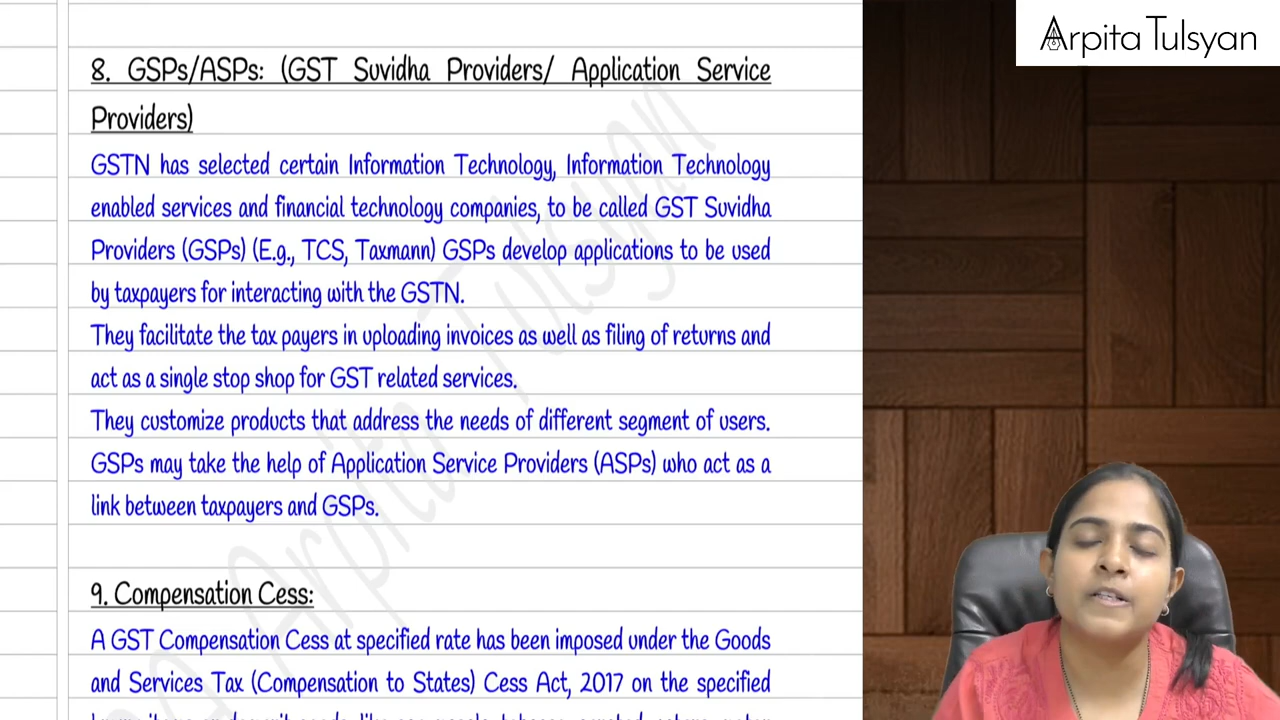 Arpita Tulsyan
8. GSPs/ASPs: (GST Suvidha Providers/ Application Service
Providers)
GSTN has selected certain Information Technology, Information Technology
enabled services and financial technology companies, to be called GST Suvidha
Providers (GSPs) (E.g., TCS, Taxmann) GSPs develop applications to be used
by taxpayers for interacting with the GSTN.
They facilitate the tax payers in uploading invoices as well as filing of returns and
act as a single stop shop for GST related services.
They customize products that address the needs of different segment of users.
GSPs may take the help of Application Service Providers (ASPs) who act as a
link between taxpayers and GSPs.
9. Compensation Cess:
A GST Compensation Cess at specified rate has been imposed under the Goods
and Services Tax (Compensation to States) Cess Act, 2017 on the specified
Arpita Tulsyan